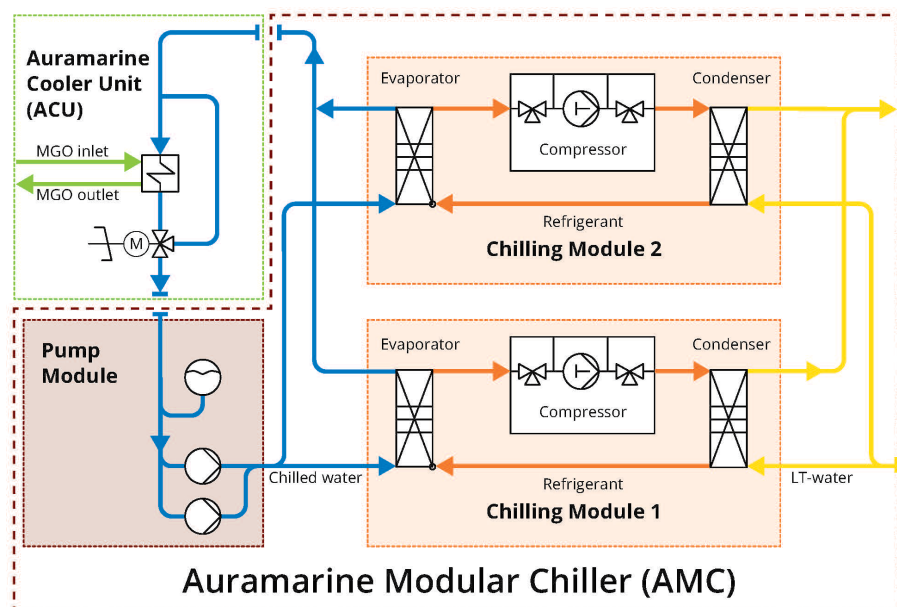 Auramarine
Cooler Unit
(ACU)
MGO inlet
MGO outlet
M
Pump
Module
Chilled water
Evaporator
Condenser
Compressor
Refrigerant
Chilling Module 2
Evaporator
Condenser
Compressor
Refrigerant
LT-water
Chilling Module 1
Auramarine Modular Chiller (AMC)